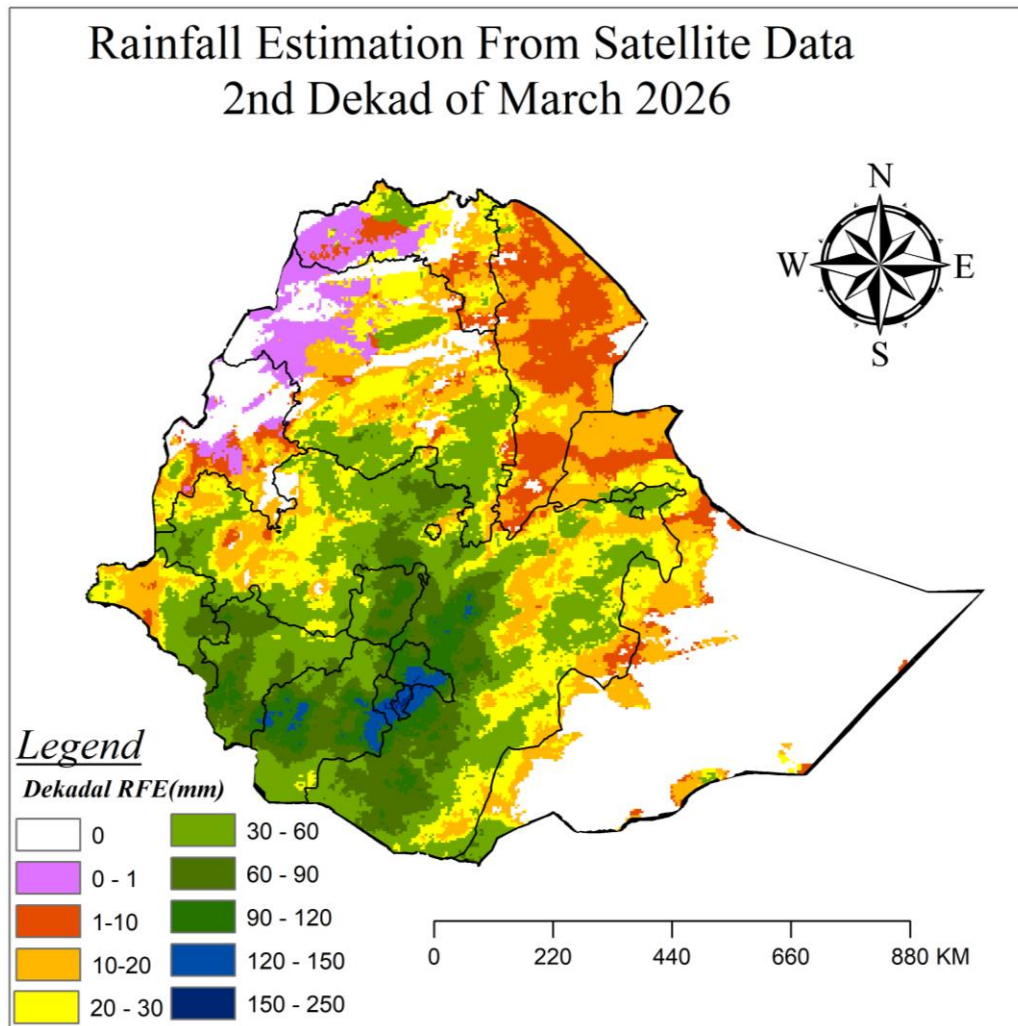 Rainfall Estimation From Satellite Data
2nd Dekad of March 2026
N
W
E
S
Legend
Dekadal RFE(mm)
0
0 - 1
1-10
10-20
20 - 30
30 - 60
60 - 90
90 - 120
120 - 150
150 - 250
0 220 440 660 880 KM